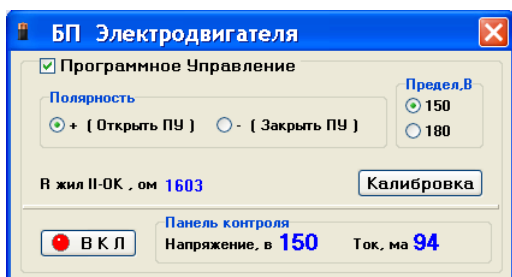 БП Электродвигателя
Программное Управление
Полярность
+ ( Открыть ПУ ) - ( Закрыть ПУ )
Предел,В
150
180
R жил II-ОК , ом 1603
Калибровка
В К Л
Панель контроля
Напряжение, в 150 Ток, ма 94